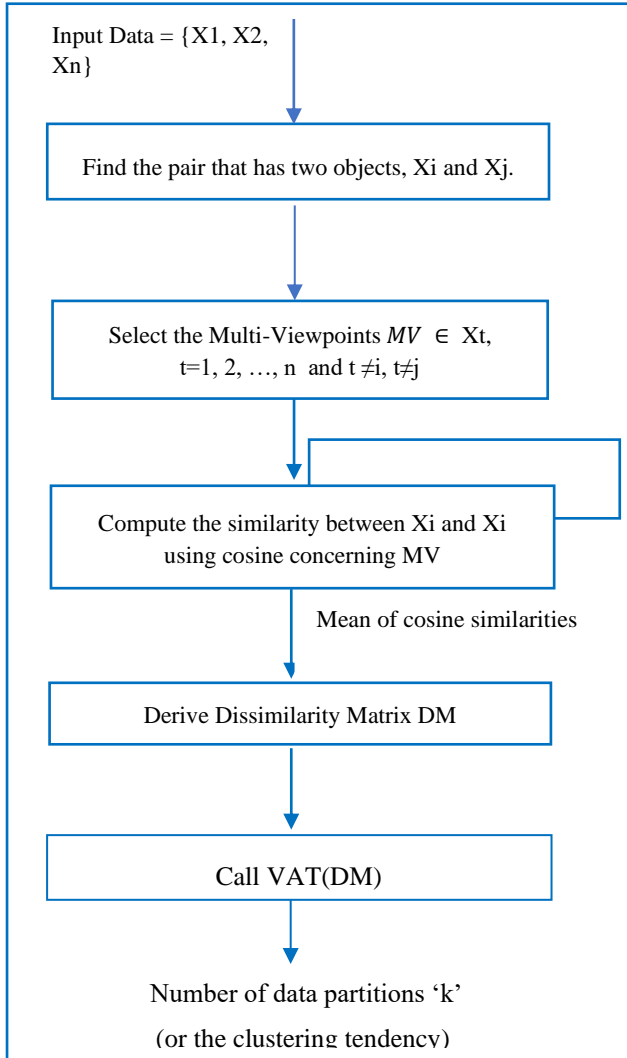 Input Data = {X1, X2,
Xn}
Find the pair that has two objects, Xi and Xj.
Select the Multi-Viewpoints 𝑀𝑉 ∈ Xt,
t=1, 2, …, n and t ≠i, t≠j
Compute the similarity between Xi and Xi
using cosine concerning MV
Mean of cosine similarities
Derive Dissimilarity Matrix DM
Call VAT(DM)
Number of data partitions ‘k’
(or the clustering tendency)